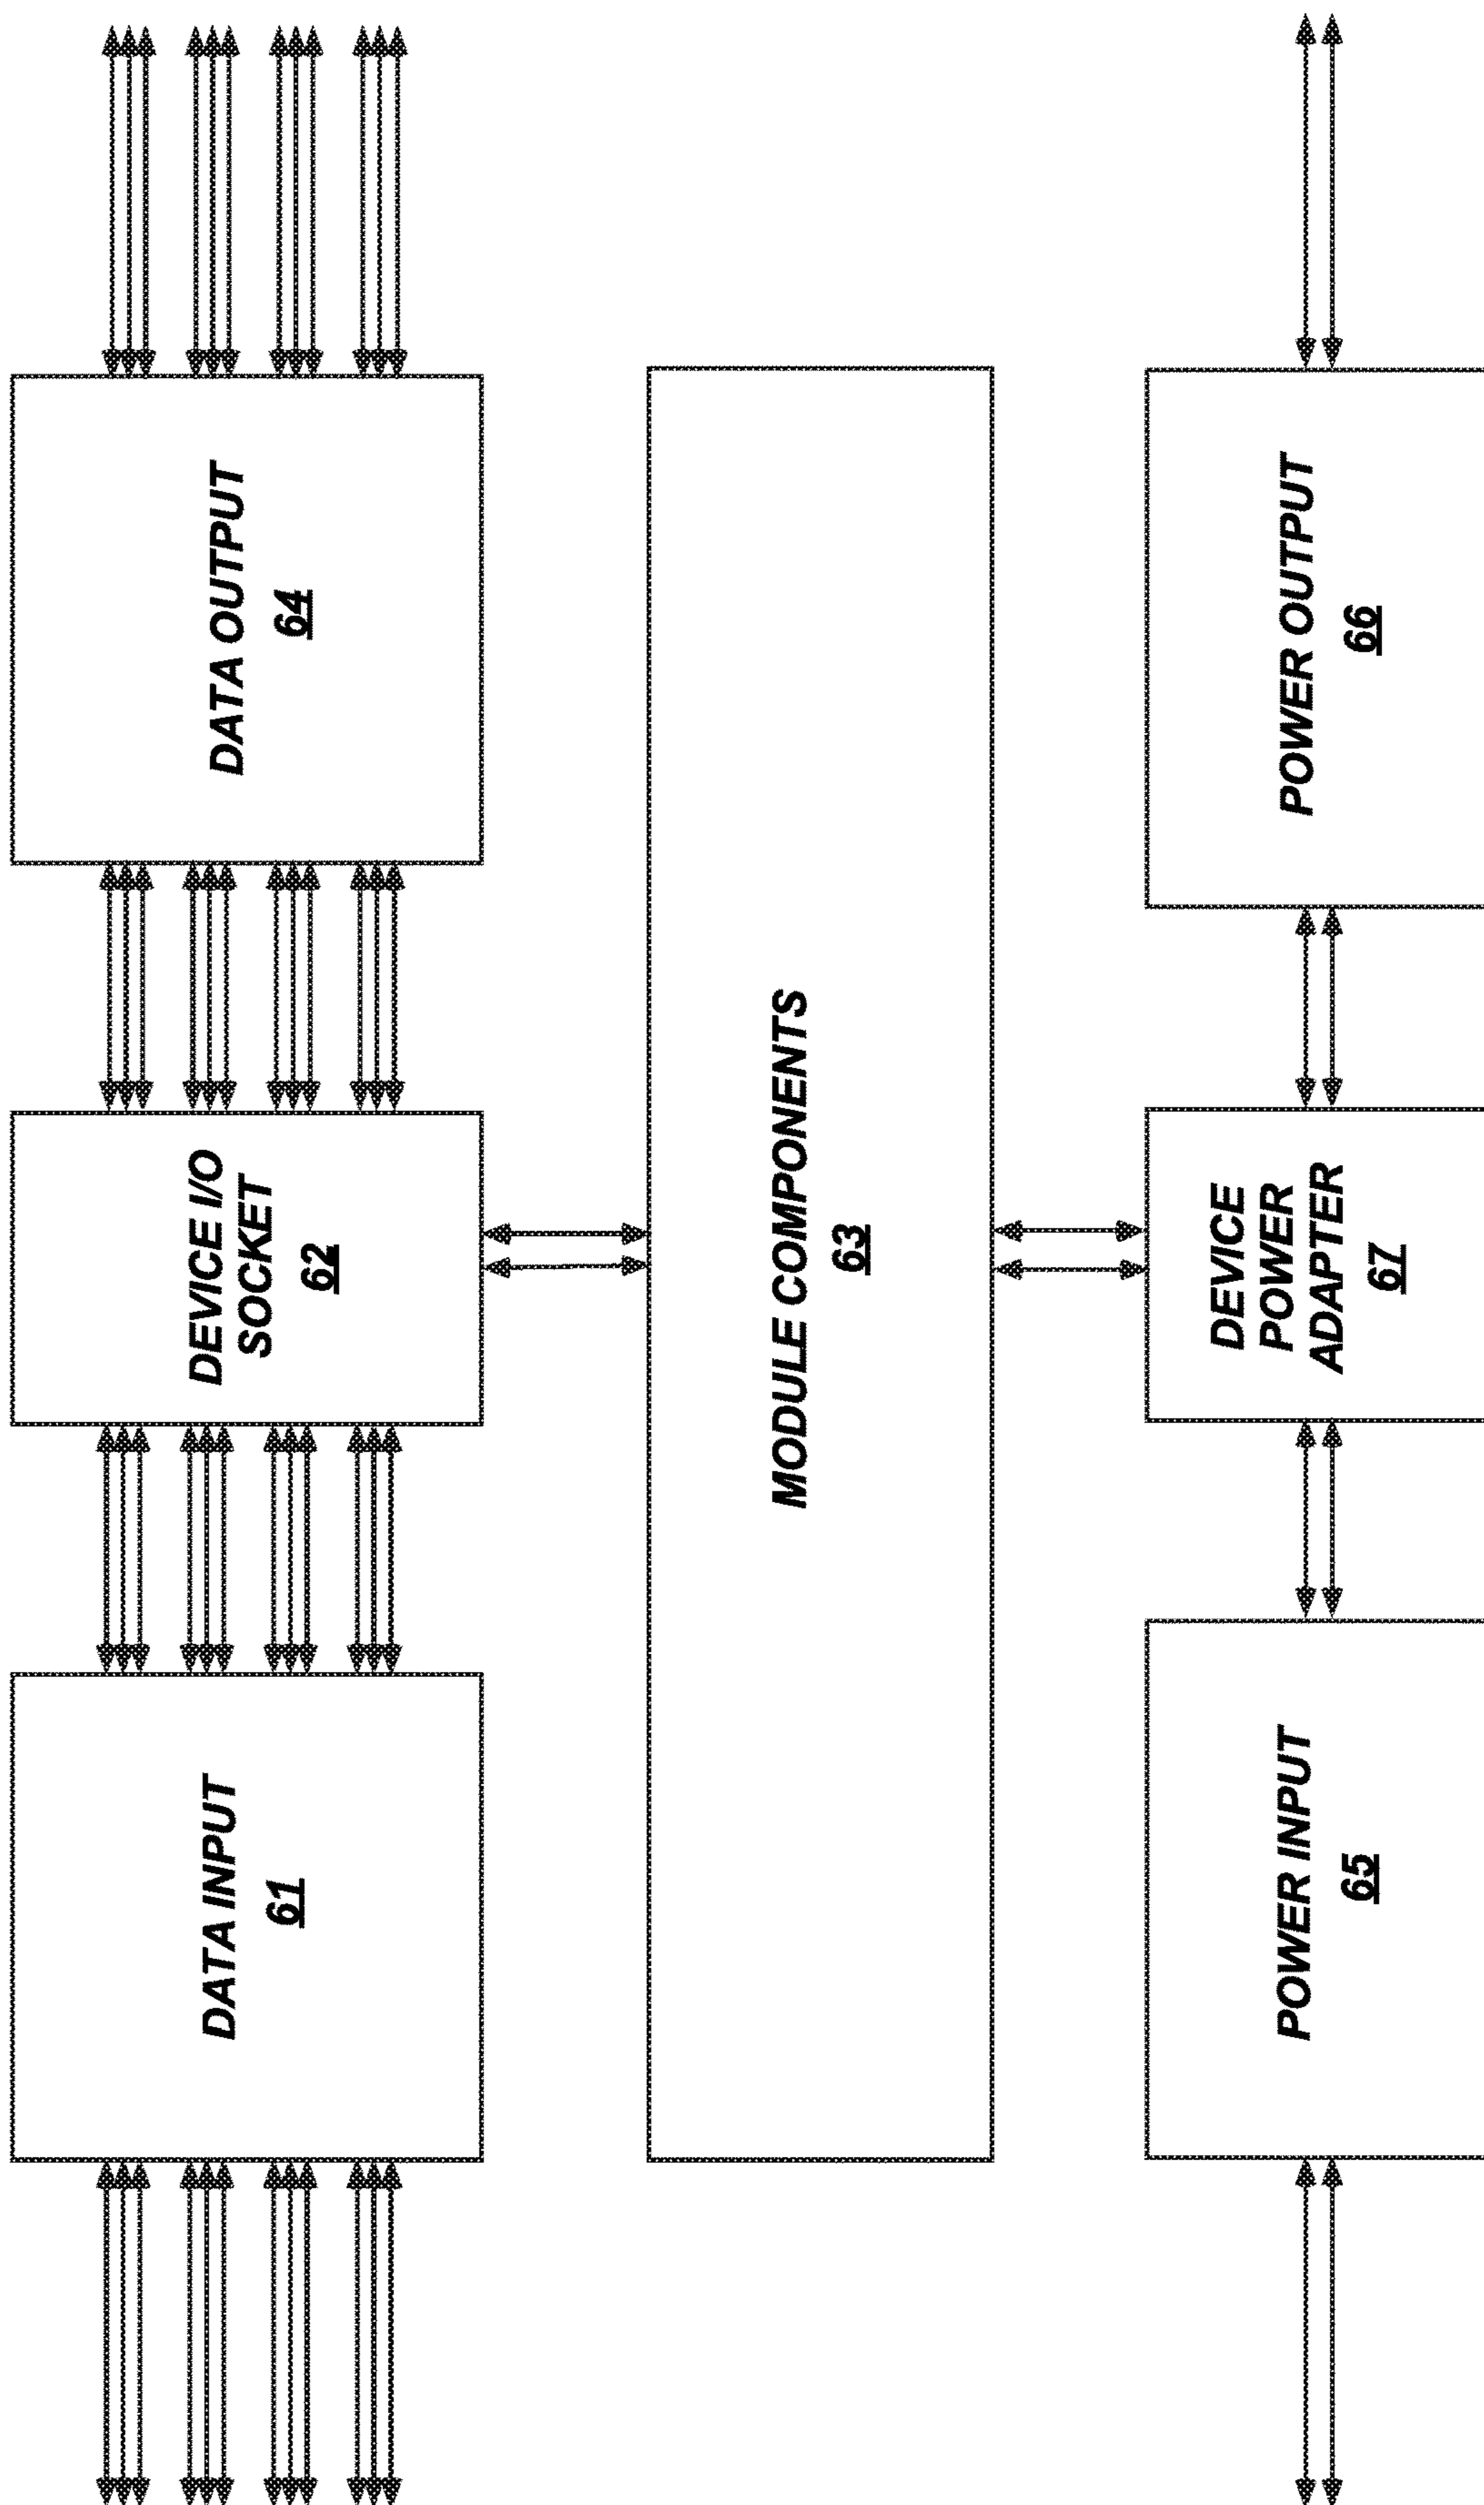 DATA INPUT
61
DEVICE I/O
SOCKET
62
DATA OUTPUT
64
MODULE COMPONENTS
63
POWER INPUT
65
DEVICE
POWER
ADAPTER
67
POWER OUTPUT
66